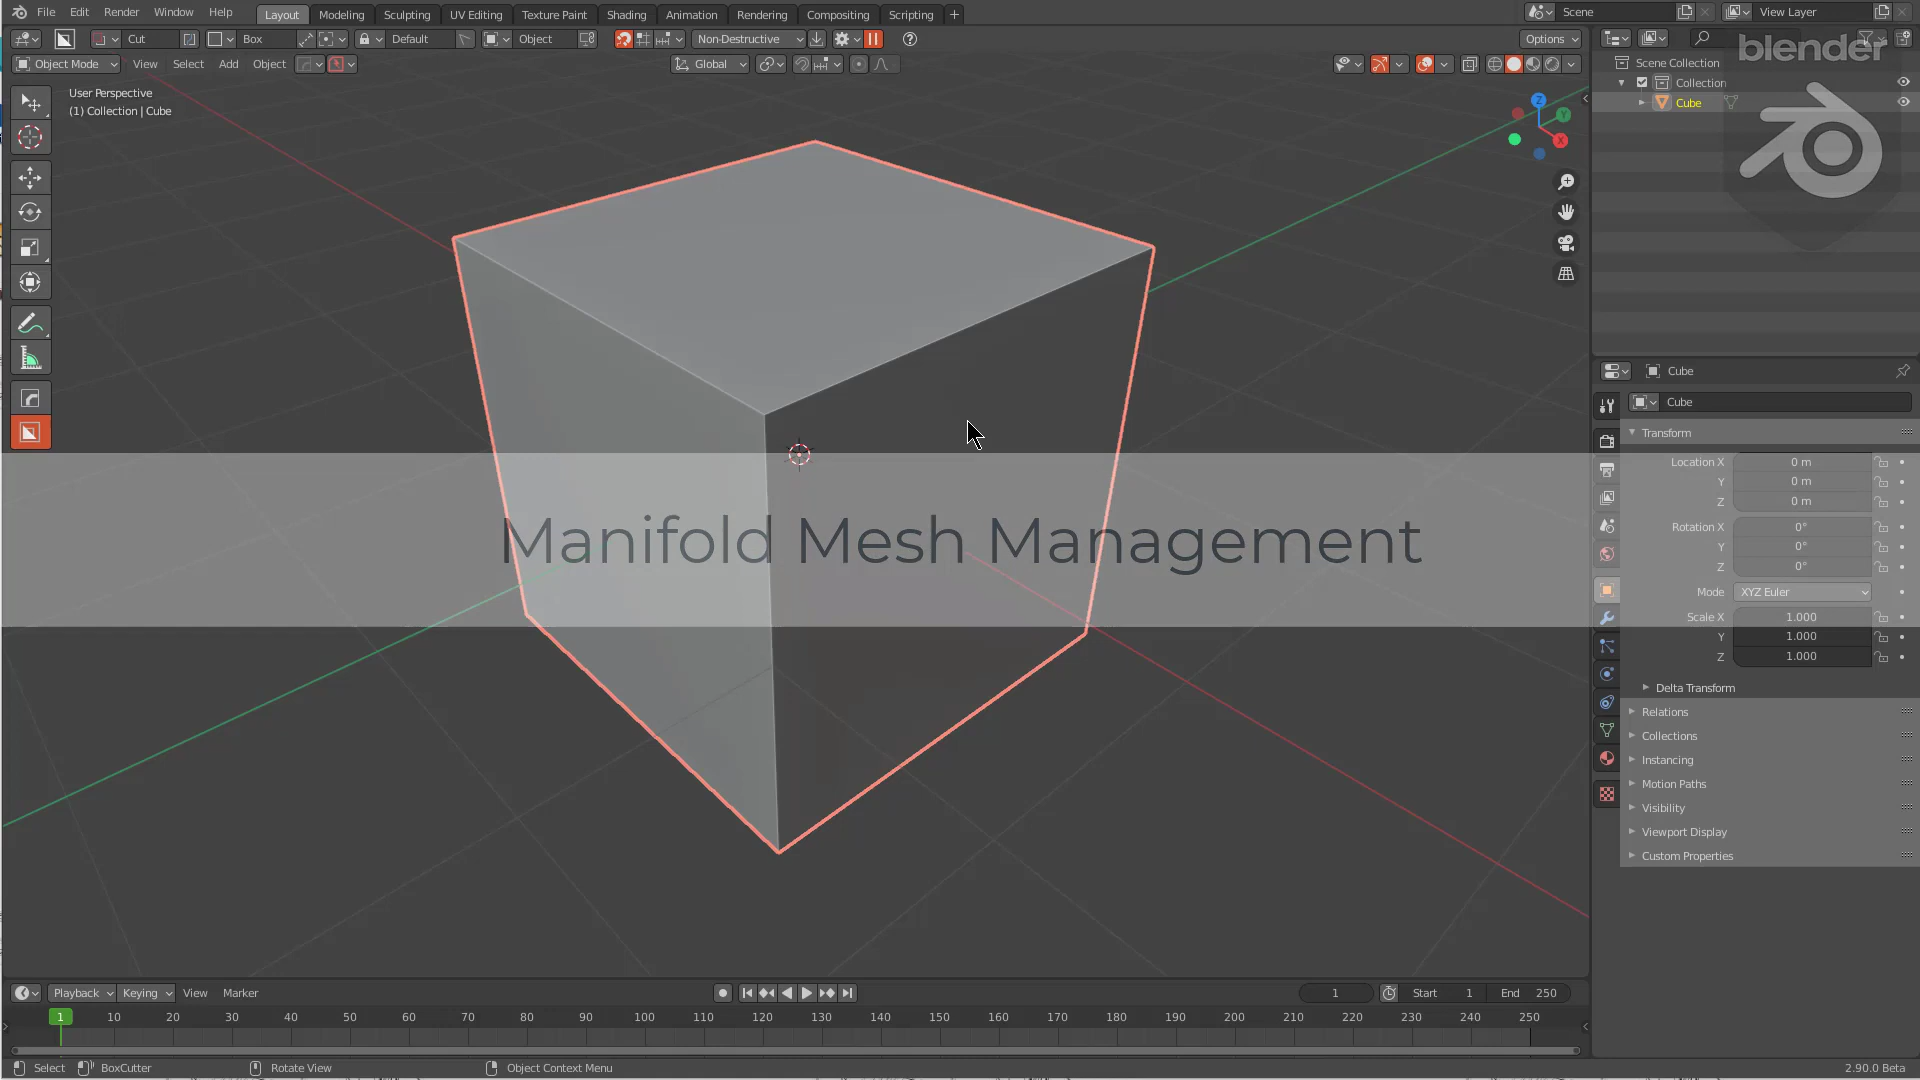 File Edit Render Window Help Layout Modeling Sculpting UV Editing Texture Paint Shading Animation Rendering Compositing Scripting + Scene View Layer
Cut Box Default Object Non-Destructive Options
blender
Object Mode View Select Add Object Global
User Perspective
(1) Collection | Cube
Z
Y
X
Scene Collection
Collection
Cube
Cube
Cube
Transform
Location X 0 m
Y 0 m
Z 0 m
Rotation X 0°
Y 0°
Z 0°
Mode XYZ Euler
Scale X 1.000
Y 1.000
Z 1.000
Delta Transform
Relations
Collections
Instancing
Motion Paths
Visibility
Viewport Display
Custom Properties
Manifold Mesh Management
Playback Keying View Marker 1 Start 1 End 250
1 10 20 30 40 50 60 70 80 90 100 110 120 130 140 150 160 170 180 190 200 210 220 230 240 250
Select BoxCutter Rotate View Object Context Menu 2.90.0 Beta